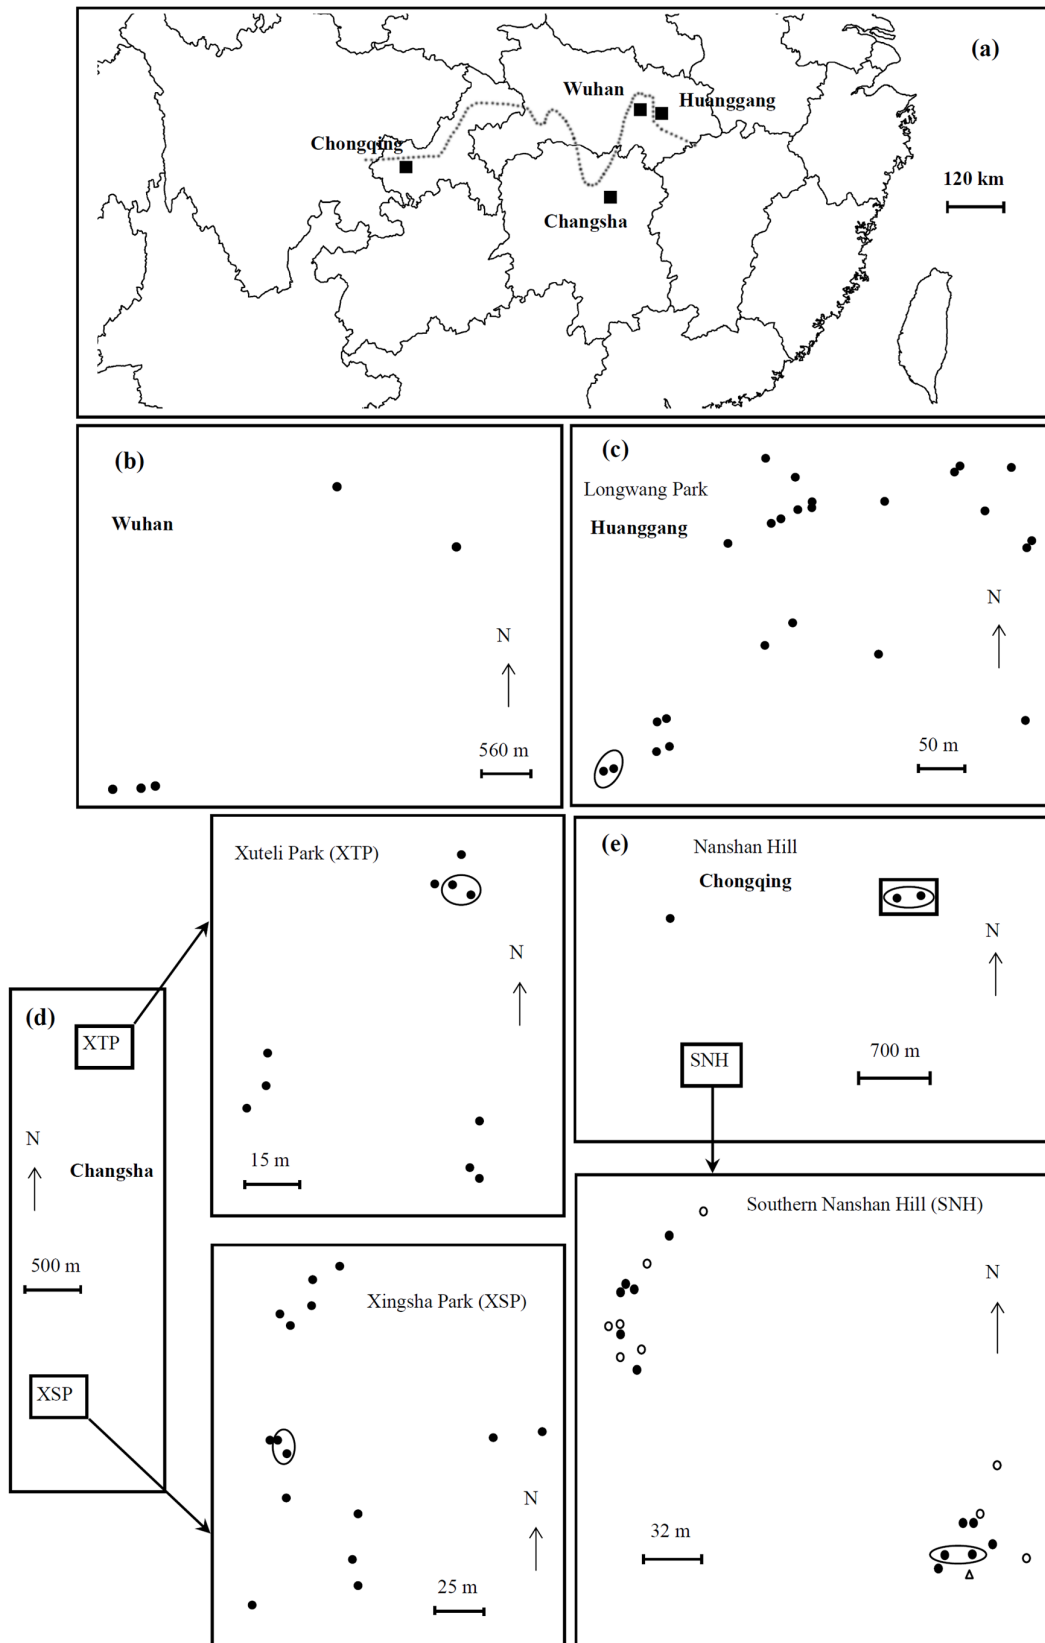 (a)
Wuhan
Huanggang
Chongqing
120 km
Changsha
(b)
Wuhan
N
560 m
(c)
Longwang Park
Huanggang
N
50 m
Xuteli Park (XTP)
N
15 m
(e)
Nanshan Hill
Chongqing
N
700 m
SNH
(d)
XTP
N
Changsha
500 m
XSP
Xingsha Park (XSP)
N
25 m
Southern Nanshan Hill (SNH)
N
32 m